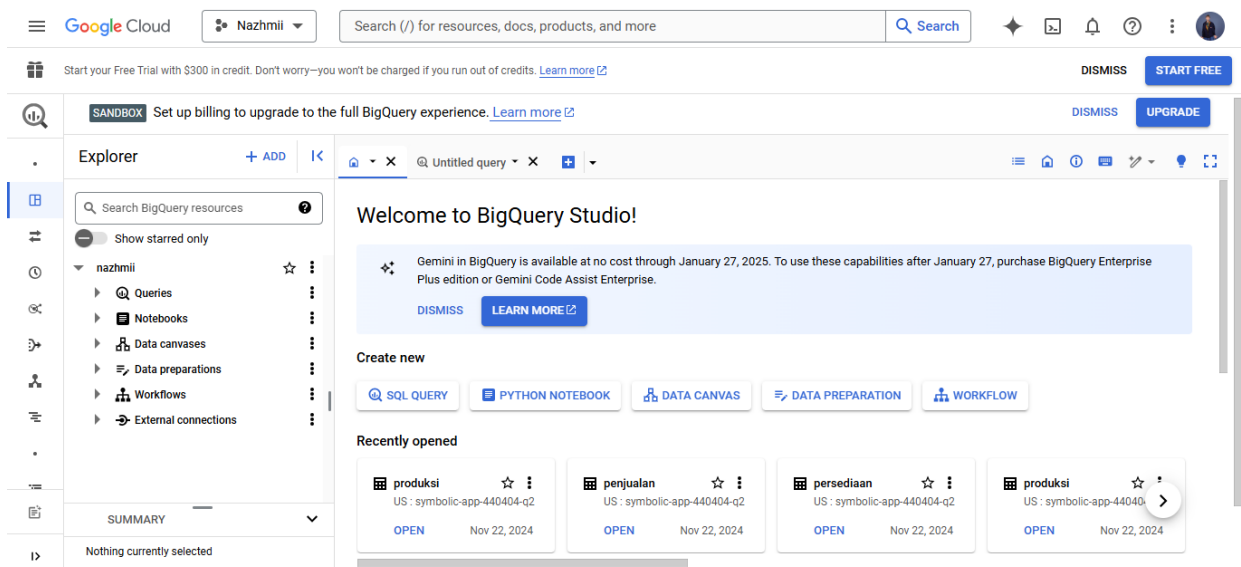 Google Cloud
Nazhmii
Search (/) for resources, docs, products, and more
Search
Start your Free Trial with $300 in credit. Don't worry—you won't be charged if you run out of credits. Learn more
DISMISS
START FREE
SANDBOX Set up billing to upgrade to the full BigQuery experience. Learn more
DISMISS
UPGRADE
Explorer
+ ADD
Search BigQuery resources
Show starred only
nazhmii
Queries
Notebooks
Data canvases
Data preparations
Workflows
External connections
SUMMARY
Nothing currently selected
Untitled query
Welcome to BigQuery Studio!
Gemini in BigQuery is available at no cost through January 27, 2025. To use these capabilities after January 27, purchase BigQuery Enterprise
Plus edition or Gemini Code Assist Enterprise.
DISMISS
LEARN MORE
Create new
SQL QUERY
PYTHON NOTEBOOK
DATA CANVAS
DATA PREPARATION
WORKFLOW
Recently opened
produksi
US : symbolic-app-440404-q2
OPEN Nov 22, 2024
penjualan
US : symbolic-app-440404-q2
OPEN Nov 22, 2024
persediaan
US : symbolic-app-440404-q2
OPEN Nov 22, 2024
produksi
US : symbolic-app-44040
OPEN Nov 22, 2024